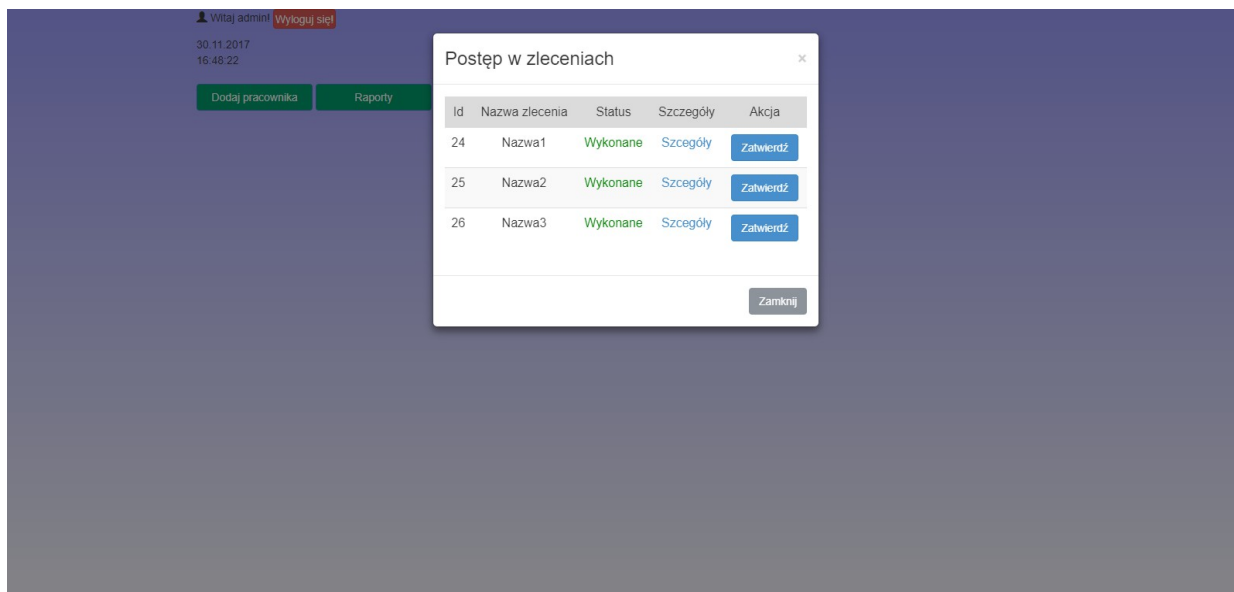 Witaj admin! Wyloguj się!
30.11.2017
16:48:22
Dodaj pracownika Raporty
Postęp w zleceniach ×
Id Nazwa zlecenia Status Szczegóły Akcja
24 Nazwa1 Wykonane Szcegóły Zatwierdź
25 Nazwa2 Wykonane Szcegóły Zatwierdź
26 Nazwa3 Wykonane Szcegóły Zatwierdź
Zamknij